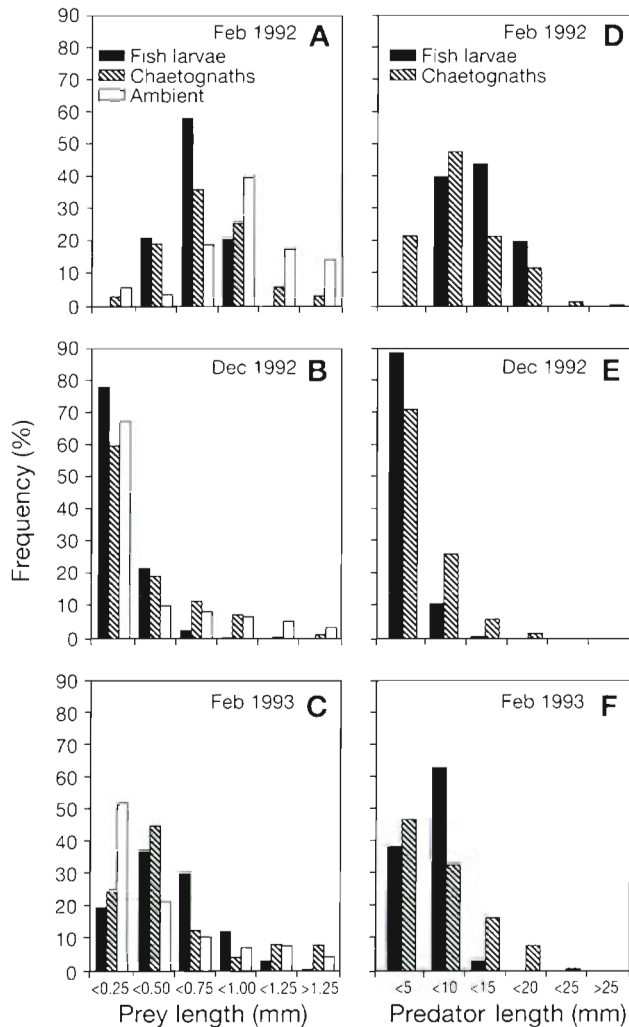 Feb 1992 A
Fish larvae
Chaetognaths
Ambient
90
80
70
60
50
40
30
20
10
0
Feb 1992 D
Fish larvae
Chaetognaths
Dec 1992 B
90
80
70
60
50
40
30
20
10
0
Dec 1992 E
Frequency (%)
Feb 1993 C
90
80
70
60
50
40
30
20
10
0
<0.25 <0.50 <0.75 <1.00 <1.25 >1.25
Prey length (mm)
Feb 1993 F
<5 <10 <15 <20 <25 >25
Predator length (mm)